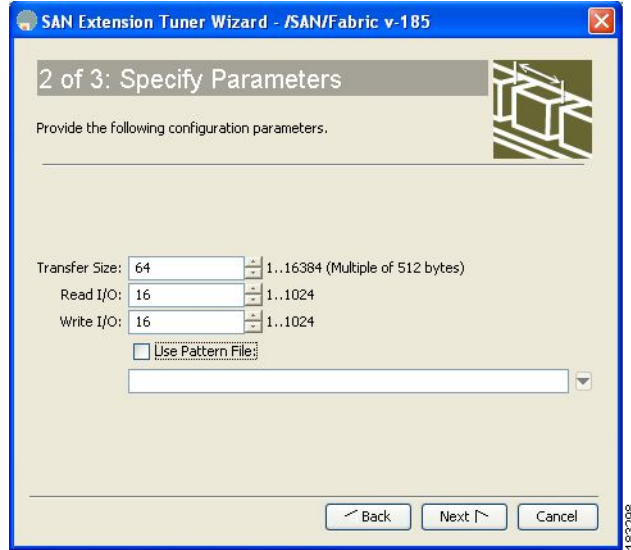 SAN Extension Tuner Wizard - /SAN/Fabric v-185
2 of 3: Specify Parameters
Provide the following configuration parameters.
Transfer Size: 64 1..16384 (Multiple of 512 bytes)
Read I/O: 16 1..1024
Write I/O: 16 1..1024
Use Pattern File:
Back Next Cancel
183298